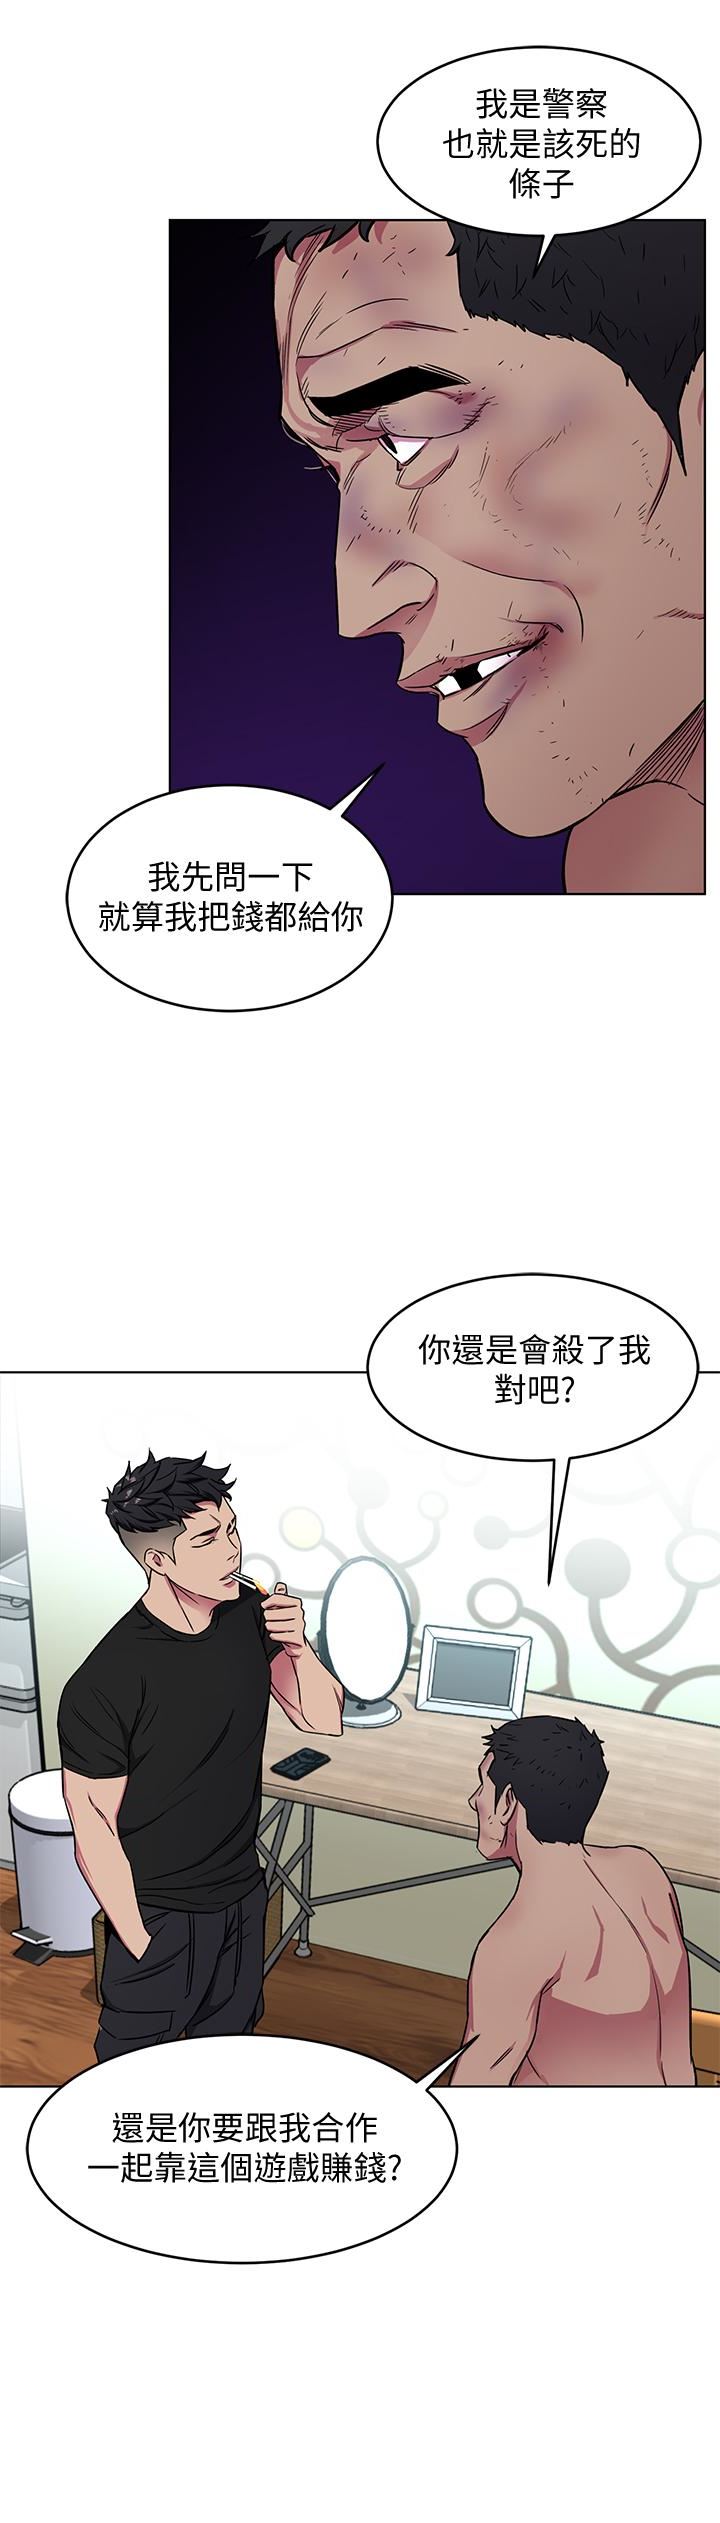 我是警察
也就是該死的
條子
我先問一下
就算我把錢都給你
你還是會殺了我
對吧?
還是你要跟我合作
一起靠這個遊戲賺錢?